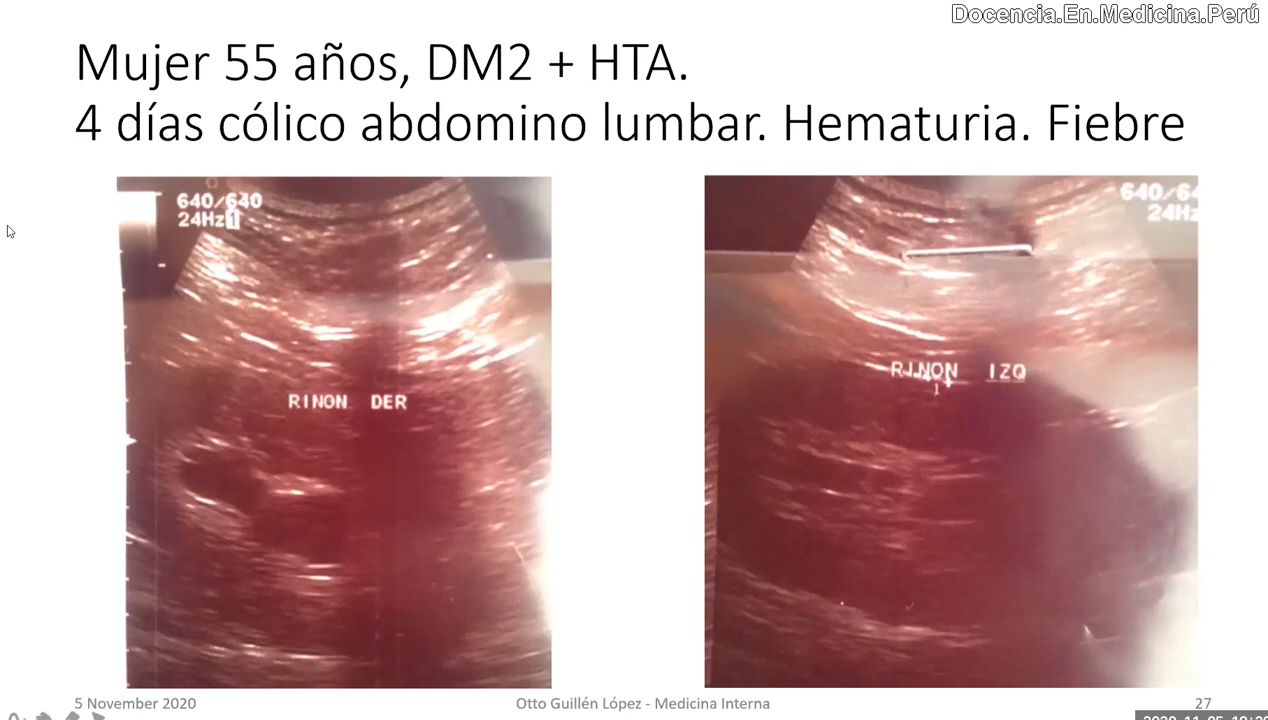 Docencia.En.Medicina.Perú
Mujer 55 años, DM2 + HTA.
4 días cólico abdomino lumbar. Hematuria. Fiebre
640/640
24Hz
RINON DER
640/64
24Hz
RINON IZQ
1
5 November 2020
Otto Guillén López - Medicina Interna
27